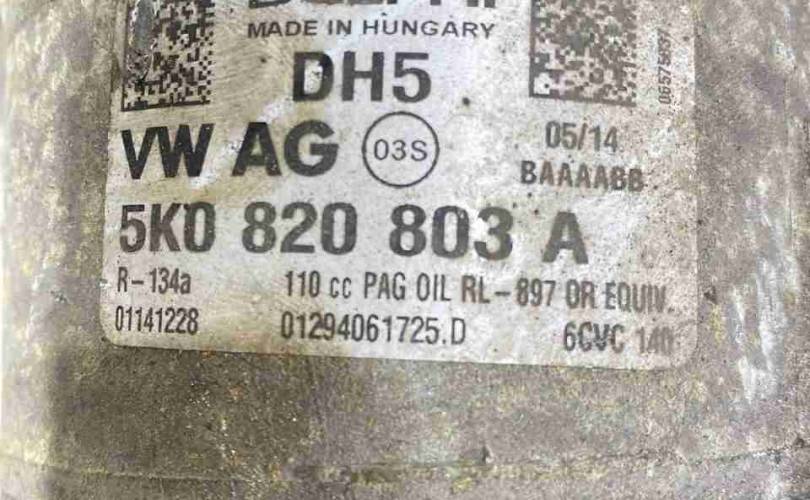 DELPHI
MADE IN HUNGARY
DH5
VW AG 03S 05/14
BAAAABB
5K0 820 803 A
R-134a 110 cc PAG OIL RL-897 OR EQUIV.
01141228 01294061725.D 6CVC 140